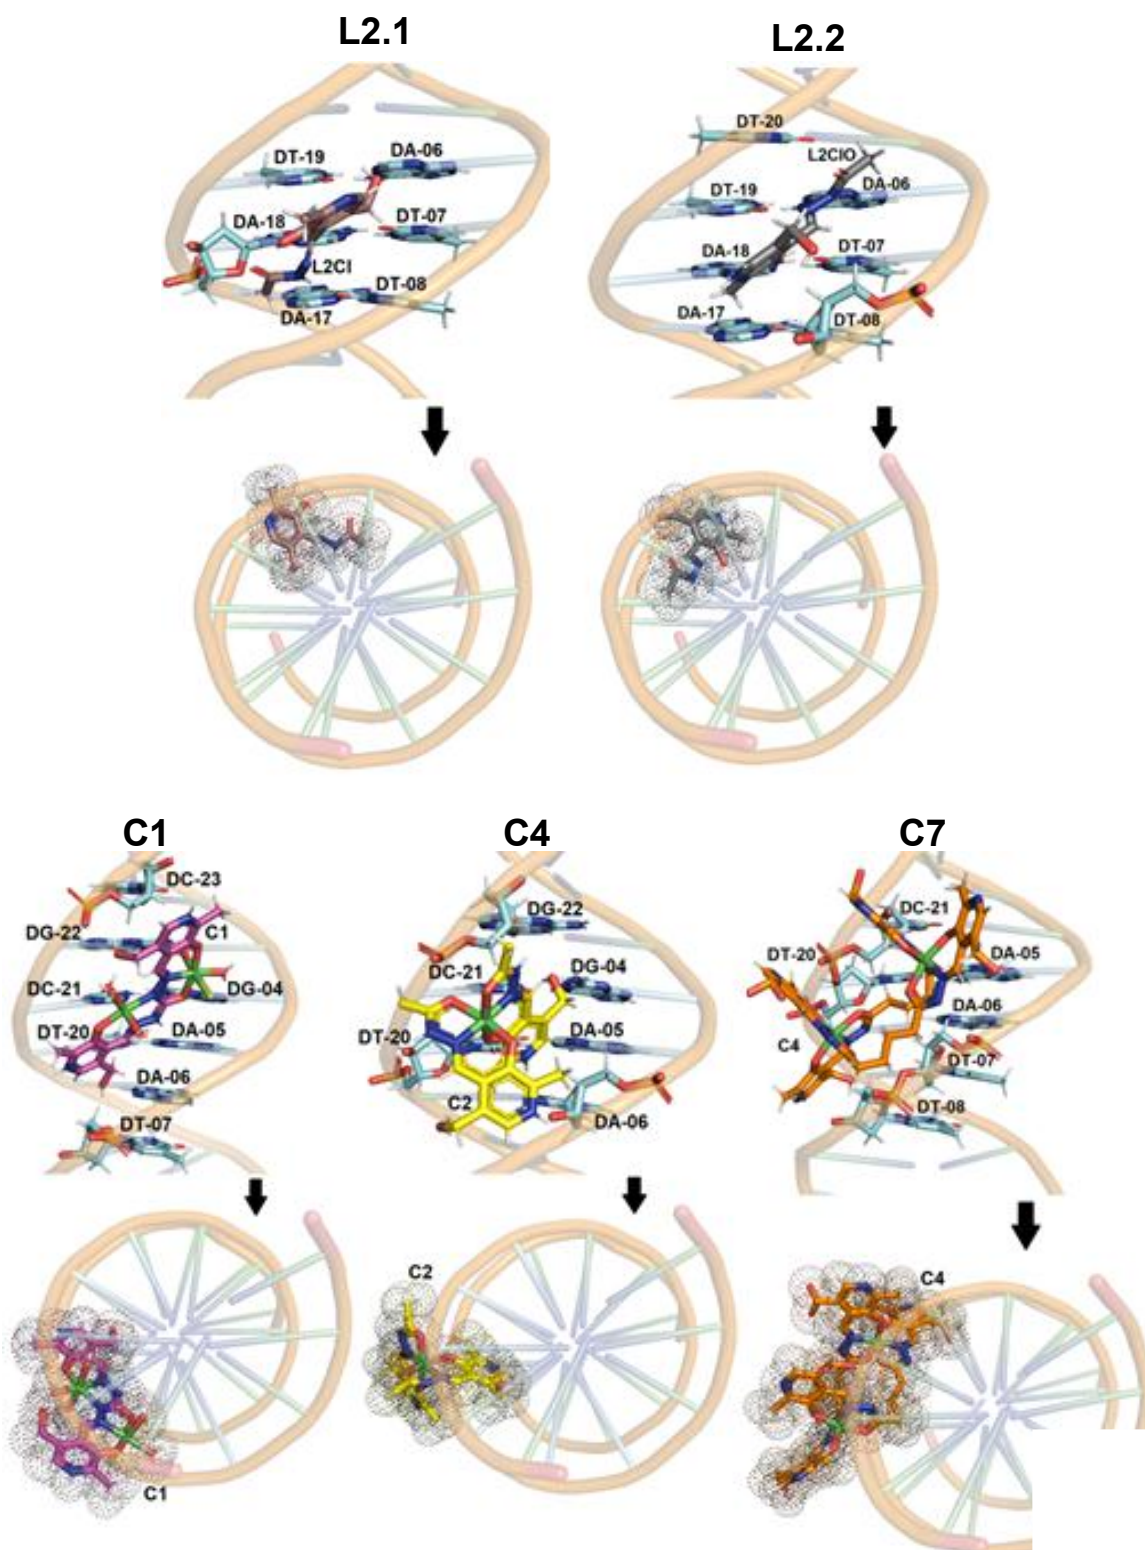 L2.1
L2.2
DT-19
DA-06
DA-18
DT-07
L2Cl
DT-08
DA-17
DT-20
L2ClO
DT-19
DA-06
DA-18
DT-07
DA-17
DT-08
C1
C4
C7
DC-23
DG-22
C1
DC-21
DG-04
DT-20
DA-05
DA-06
DT-07
C1
DG-22
DC-21
DG-04
DT-20
DA-05
C2
DA-06
C2
DC-21
DT-20
DA-05
DA-06
C4
DT-07
DT-08
C4